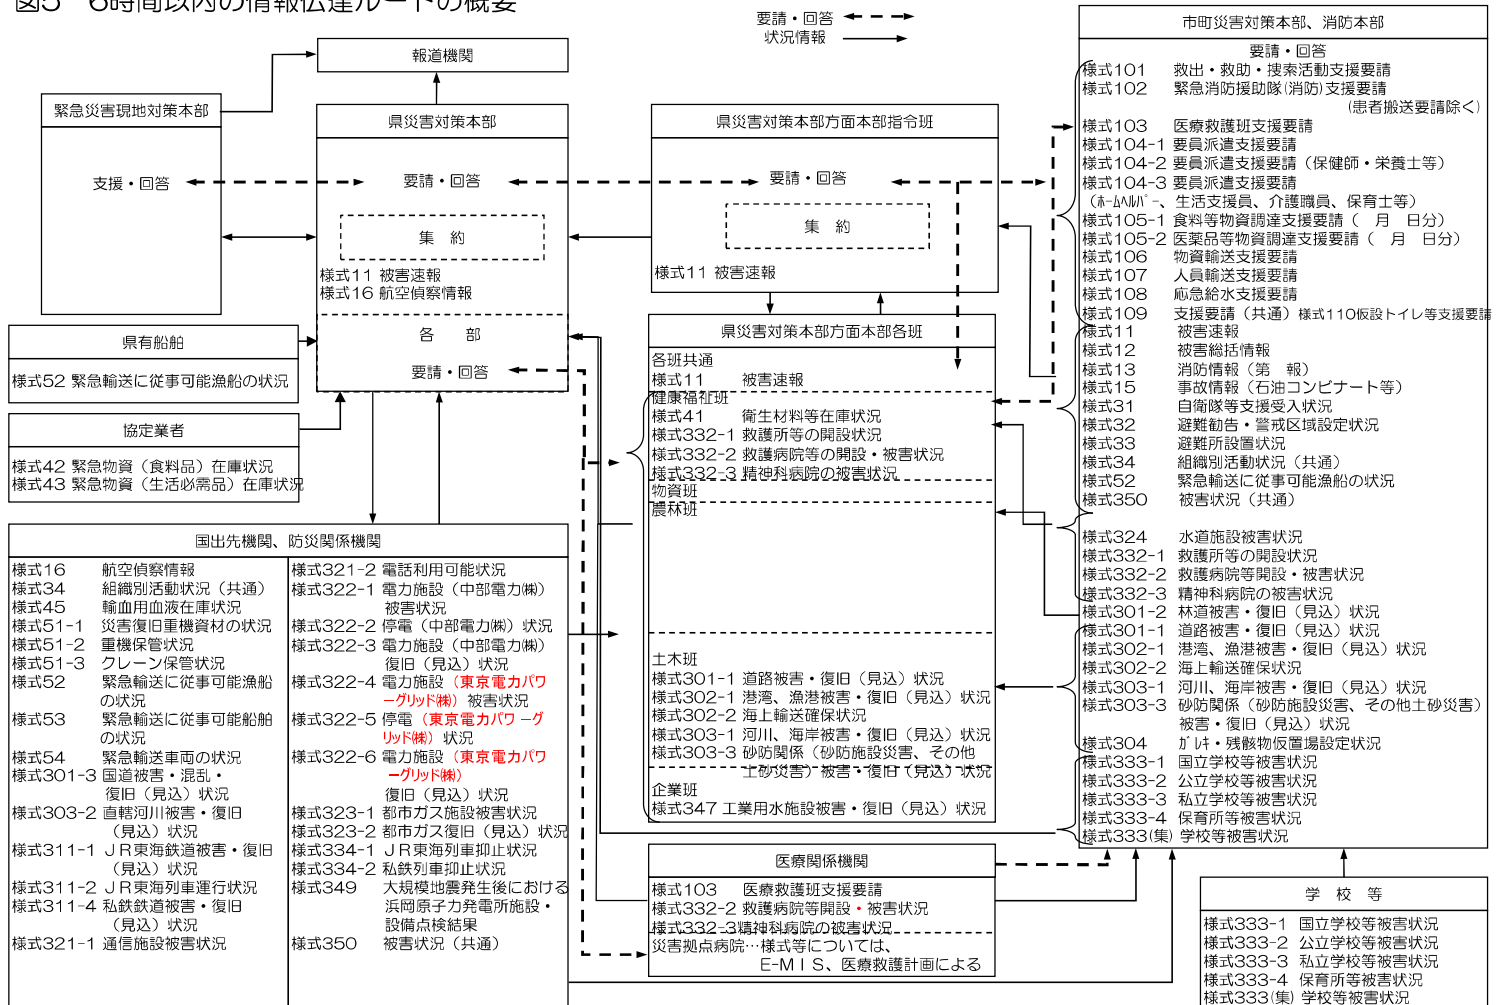 図5　6時間以内の情報伝達ルートの概要
要請・回答
状況情報
報道機関
緊急災害現地対策本部
支援・回答
県災害対策本部
要請・回答
集　約
様式11 被害速報
様式16 航空偵察情報
各　　部
要請・回答
県災害対策本部方面本部指令班
要請・回答
集　約
様式11 被害速報
県有船舶
様式52 緊急輸送に従事可能漁船の状況
協定業者
様式42 緊急物資（食料品）在庫状況
様式43 緊急物資（生活必需品）在庫状況
国出先機関、防災関係機関
様式16　航空偵察情報
様式34　組織別活動状況（共通）
様式45　輸血用血液在庫状況
様式51-1　災害復旧重機資材の状況
様式51-2　重機保管状況
様式51-3　クレーン保管状況
様式52　緊急輸送に従事可能漁船
の状況
様式53　緊急輸送に従事可能船舶
の状況
様式54　緊急輸送車両の状況
様式301-3 国道被害・混乱・
復旧（見込）状況
様式303-2 直轄河川被害・復旧
（見込）状況
様式311-1 ＪＲ東海鉄道被害・復旧
（見込）状況
様式311-2 ＪＲ東海列車運行状況
様式311-4 私鉄鉄道被害・復旧
（見込）状況
様式321-1 通信施設被害状況
様式321-2 電話利用可能状況
様式322-1 電力施設（中部電力㈱）
被害状況
様式322-2 停電（中部電力㈱）状況
様式322-3 電力施設（中部電力㈱）
復旧（見込）状況
様式322-4 電力施設（東京電力パワ
ーグリッド㈱）被害状況
様式322-5 停電（東京電力パワーグ
リッド㈱）状況
様式322-6 電力施設（東京電力パワ
ーグリッド㈱）
復旧（見込）状況
様式323-1 都市ガス施設被害状況
様式323-2 都市ガス復旧（見込）状況
様式334-1 ＪＲ東海列車抑止状況
様式334-2 私鉄列車抑止状況
様式349　大規模地震発生後における
浜岡原子力発電所施設・
設備点検結果
様式350　被害状況（共通）
県災害対策本部方面本部各班
各班共通
様式11　被害速報
健康福祉班
様式41　衛生材料等在庫状況
様式332-1 救護所等の開設状況
様式332-2 救護病院等の開設・被害状況
様式332-3 精神科病院の被害状況
物資班
農林班
土木班
様式301-1 道路被害・復旧（見込）状況
様式302-1 港湾、漁港被害・復旧（見込）状況
様式302-2 海上輸送確保状況
様式303-1 河川、海岸被害・復旧（見込）状況
様式303-3 砂防関係（砂防施設災害、その他
土砂災害）被害・復旧（見込）状況
企業班
様式347 工業用水施設被害・復旧（見込）状況
医療関係機関
様式103　医療救護班支援要請
様式332-2 救護病院等開設・被害状況
様式332-3精神科病院の被害状況
災害拠点病院…様式等については、
E-MＩＳ、医療救護計画による
市町災害対策本部、消防本部
要請・回答
様式101　救出・救助・捜索活動支援要請
様式102　緊急消防援助隊(消防)支援要請
(患者搬送要請除く)
様式103　医療救護班支援要請
様式104-1 要員派遣支援要請
様式104-2 要員派遣支援要請（保健師・栄養士等）
様式104-3 要員派遣支援要請
（ﾎｰﾑﾍﾙﾊﾟｰ、生活支援員、介護職員、保育士等）
様式105-1 食料等物資調達支援要請（　月　日分）
様式105-2 医薬品等物資調達支援要請（　月　日分）
様式106　物資輸送支援要請
様式107　人員輸送支援要請
様式108　応急給水支援要請
様式109　支援要請（共通）様式110仮設トイレ等支援要請
様式11　被害速報
様式12　被害総括情報
様式13　消防情報（第　報）
様式15　事故情報（石油コンビナート等）
様式31　自衛隊等支援受入状況
様式32　避難勧告・警戒区域設定状況
様式33　避難所設置状況
様式34　組織別活動状況（共通）
様式52　緊急輸送に従事可能漁船の状況
様式350　被害状況（共通）
様式324　水道施設被害状況
様式332-1 救護所等の開設状況
様式332-2 救護病院等開設・被害状況
様式332-3 精神科病院の被害状況
様式301-2 林道被害・復旧（見込）状況
様式301-1 道路被害・復旧（見込）状況
様式302-1 港湾、漁港被害・復旧（見込）状況
様式302-2 海上輸送確保状況
様式303-1 河川、海岸被害・復旧（見込）状況
様式303-3 砂防関係（砂防施設災害、その他土砂災害）
被害・復旧（見込）状況
様式304　ｶﾞﾚｷ・残骸物仮置場設定状況
様式333-1 国立学校等被害状況
様式333-2 公立学校等被害状況
様式333-3 私立学校等被害状況
様式333-4 保育所等被害状況
様式333(集) 学校等被害状況
学　校　等
様式333-1 国立学校等被害状況
様式333-2 公立学校等被害状況
様式333-3 私立学校等被害状況
様式333-4 保育所等被害状況
様式333(集) 学校等被害状況